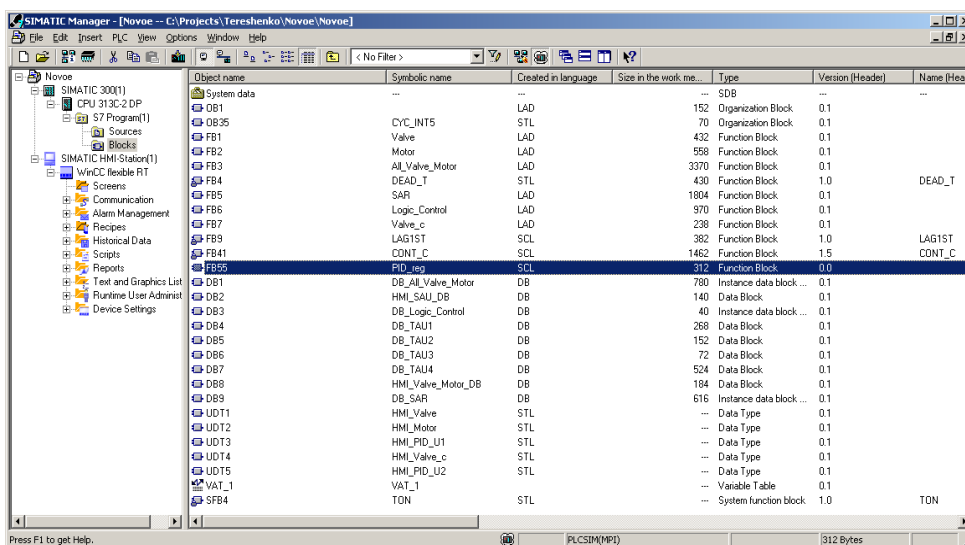 SIMATIC Manager - [Novoe -- C:\Projects\Tereshenko\Novoe\Novoe]
File Edit Insert PLC View Options Window Help
< No Filter >
Novoe
SIMATIC 300(1)
CPU 313C-2 DP
S7 Program(1)
Sources
Blocks
SIMATIC HMI-Station(1)
WinCC flexible RT
Screens
Communication
Alarm Management
Recipes
Historical Data
Scripts
Reports
Text and Graphics List
Runtime User Administ
Device Settings
Object name Symbolic name Created in language Size in the work me... Type Version (Header) Name (Hea
System data --- --- --- SDB --- ---
OB1 LAD 152 Organization Block 0.1
OB35 CYC_INT5 STL 70 Organization Block 0.1
FB1 Valve LAD 432 Function Block 0.1
FB2 Motor LAD 558 Function Block 0.1
FB3 All_Valve_Motor LAD 3370 Function Block 0.1
FB4 DEAD_T STL 430 Function Block 1.0 DEAD_T
FB5 SAR LAD 1804 Function Block 0.1
FB6 Logic_Control LAD 970 Function Block 0.1
FB7 Valve_c LAD 238 Function Block 0.1
FB9 LAG1ST SCL 382 Function Block 1.0 LAG1ST
FB41 CONT_C SCL 1462 Function Block 1.5 CONT_C
FB55 PID_reg SCL 312 Function Block 0.0
DB1 DB_All_Valve_Motor DB 780 Instance data block ... 0.1
DB2 HMI_SAU_DB DB 140 Data Block 0.1
DB3 DB_Logic_Control DB 40 Instance data block ... 0.1
DB4 DB_TAU1 DB 268 Data Block 0.1
DB5 DB_TAU2 DB 152 Data Block 0.1
DB6 DB_TAU3 DB 72 Data Block 0.1
DB7 DB_TAU4 DB 524 Data Block 0.1
DB8 HMI_Valve_Motor_DB DB 184 Data Block 0.1
DB9 DB_SAR DB 616 Instance data block ... 0.1
UDT1 HMI_Valve STL --- Data Type 0.1
UDT2 HMI_Motor STL --- Data Type 0.1
UDT3 HMI_PID_U1 STL --- Data Type 0.1
UDT4 HMI_Valve_c STL --- Data Type 0.1
UDT5 HMI_PID_U2 STL --- Data Type 0.1
VAT_1 VAT_1 --- Variable Table 0.1
SFB4 TON STL --- System function block 1.0 TON
Press F1 to get Help. PLCSIM(MPI) 312 Bytes